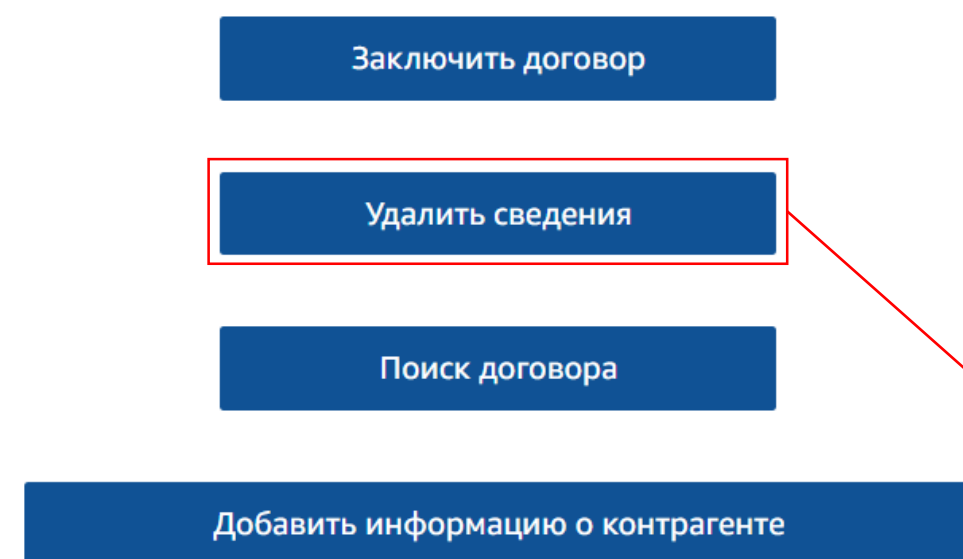 Заключить договор
Удалить сведения
Поиск договора
Добавить информацию о контрагенте